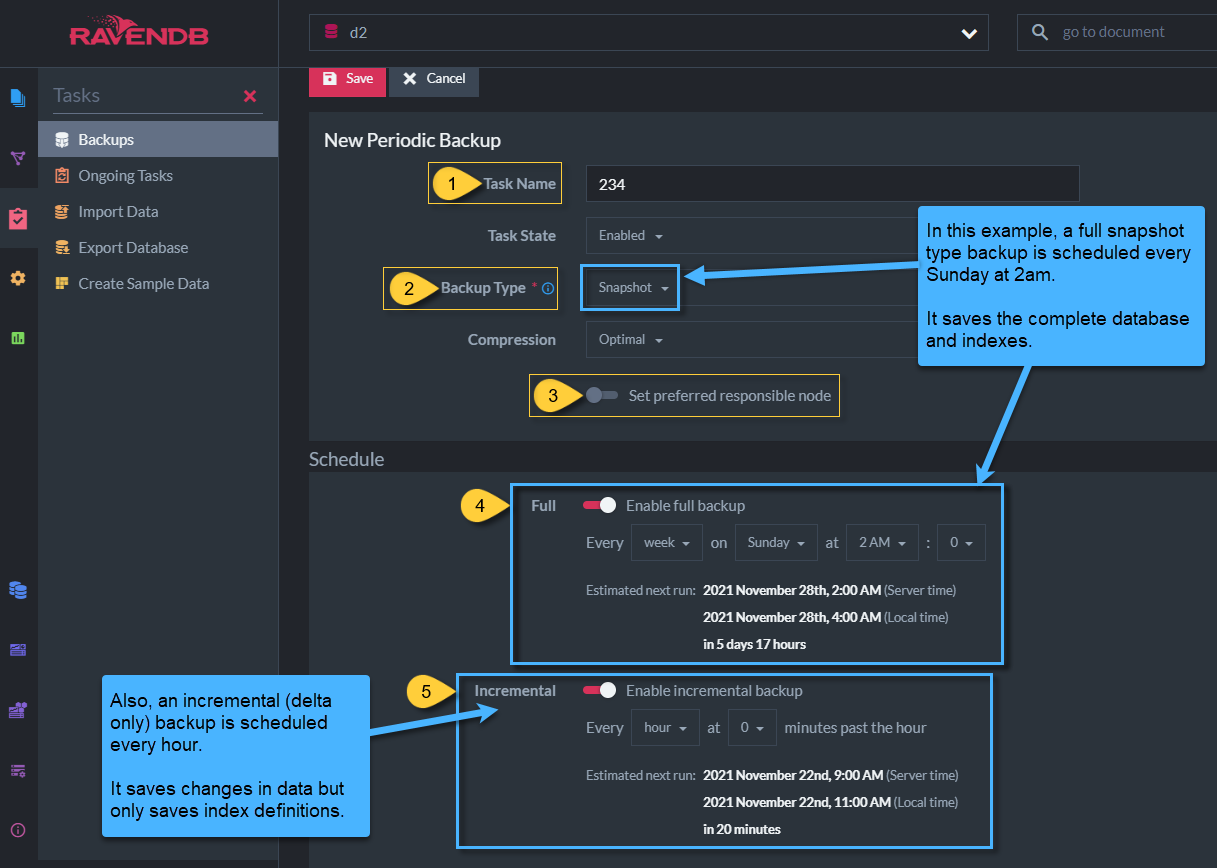 RAVENDB
d2
go to document
Tasks
Backups
Ongoing Tasks
Import Data
Export Database
Create Sample Data
Save
Cancel
New Periodic Backup
1 Task Name 234
Task State Enabled
2 Backup Type * Snapshot
Compression Optimal
3 Set preferred responsible node
In this example, a full snapshot
type backup is scheduled every
Sunday at 2am.
It saves the complete database
and indexes.
Schedule
4 Full Enable full backup
Every week on Sunday at 2 AM : 0
Estimated next run: 2021 November 28th, 2:00 AM (Server time)
2021 November 28th, 4:00 AM (Local time)
in 5 days 17 hours
5 Incremental Enable incremental backup
Every hour at 0 minutes past the hour
Estimated next run: 2021 November 22nd, 9:00 AM (Server time)
2021 November 22nd, 11:00 AM (Local time)
in 20 minutes
Also, an incremental (delta
only) backup is scheduled
every hour.
It saves changes in data but
only saves index definitions.